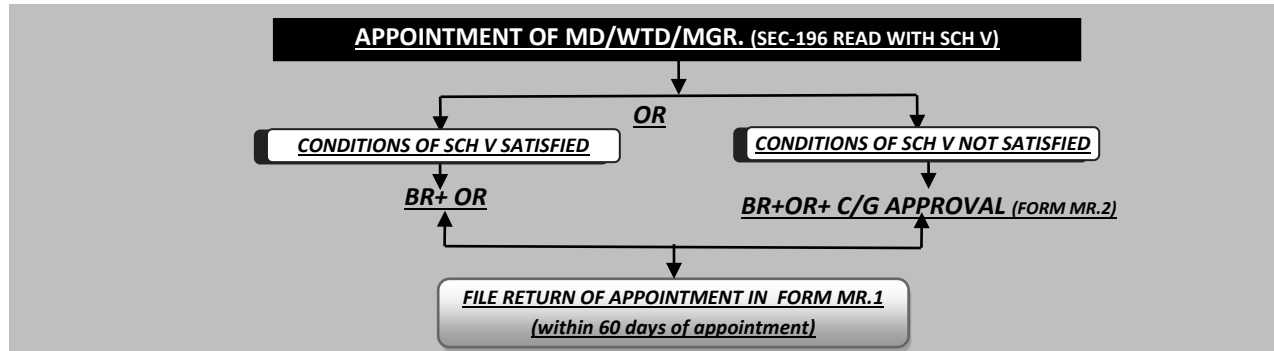 APPOINTMENT OF MD/WTD/MGR. (SEC-196 READ WITH SCH V)
OR
CONDITIONS OF SCH V SATISFIED
CONDITIONS OF SCH V NOT SATISFIED
BR+ OR
BR+OR+ C/G APPROVAL (FORM MR.2)
FILE RETURN OF APPOINTMENT IN FORM MR.1
(within 60 days of appointment)